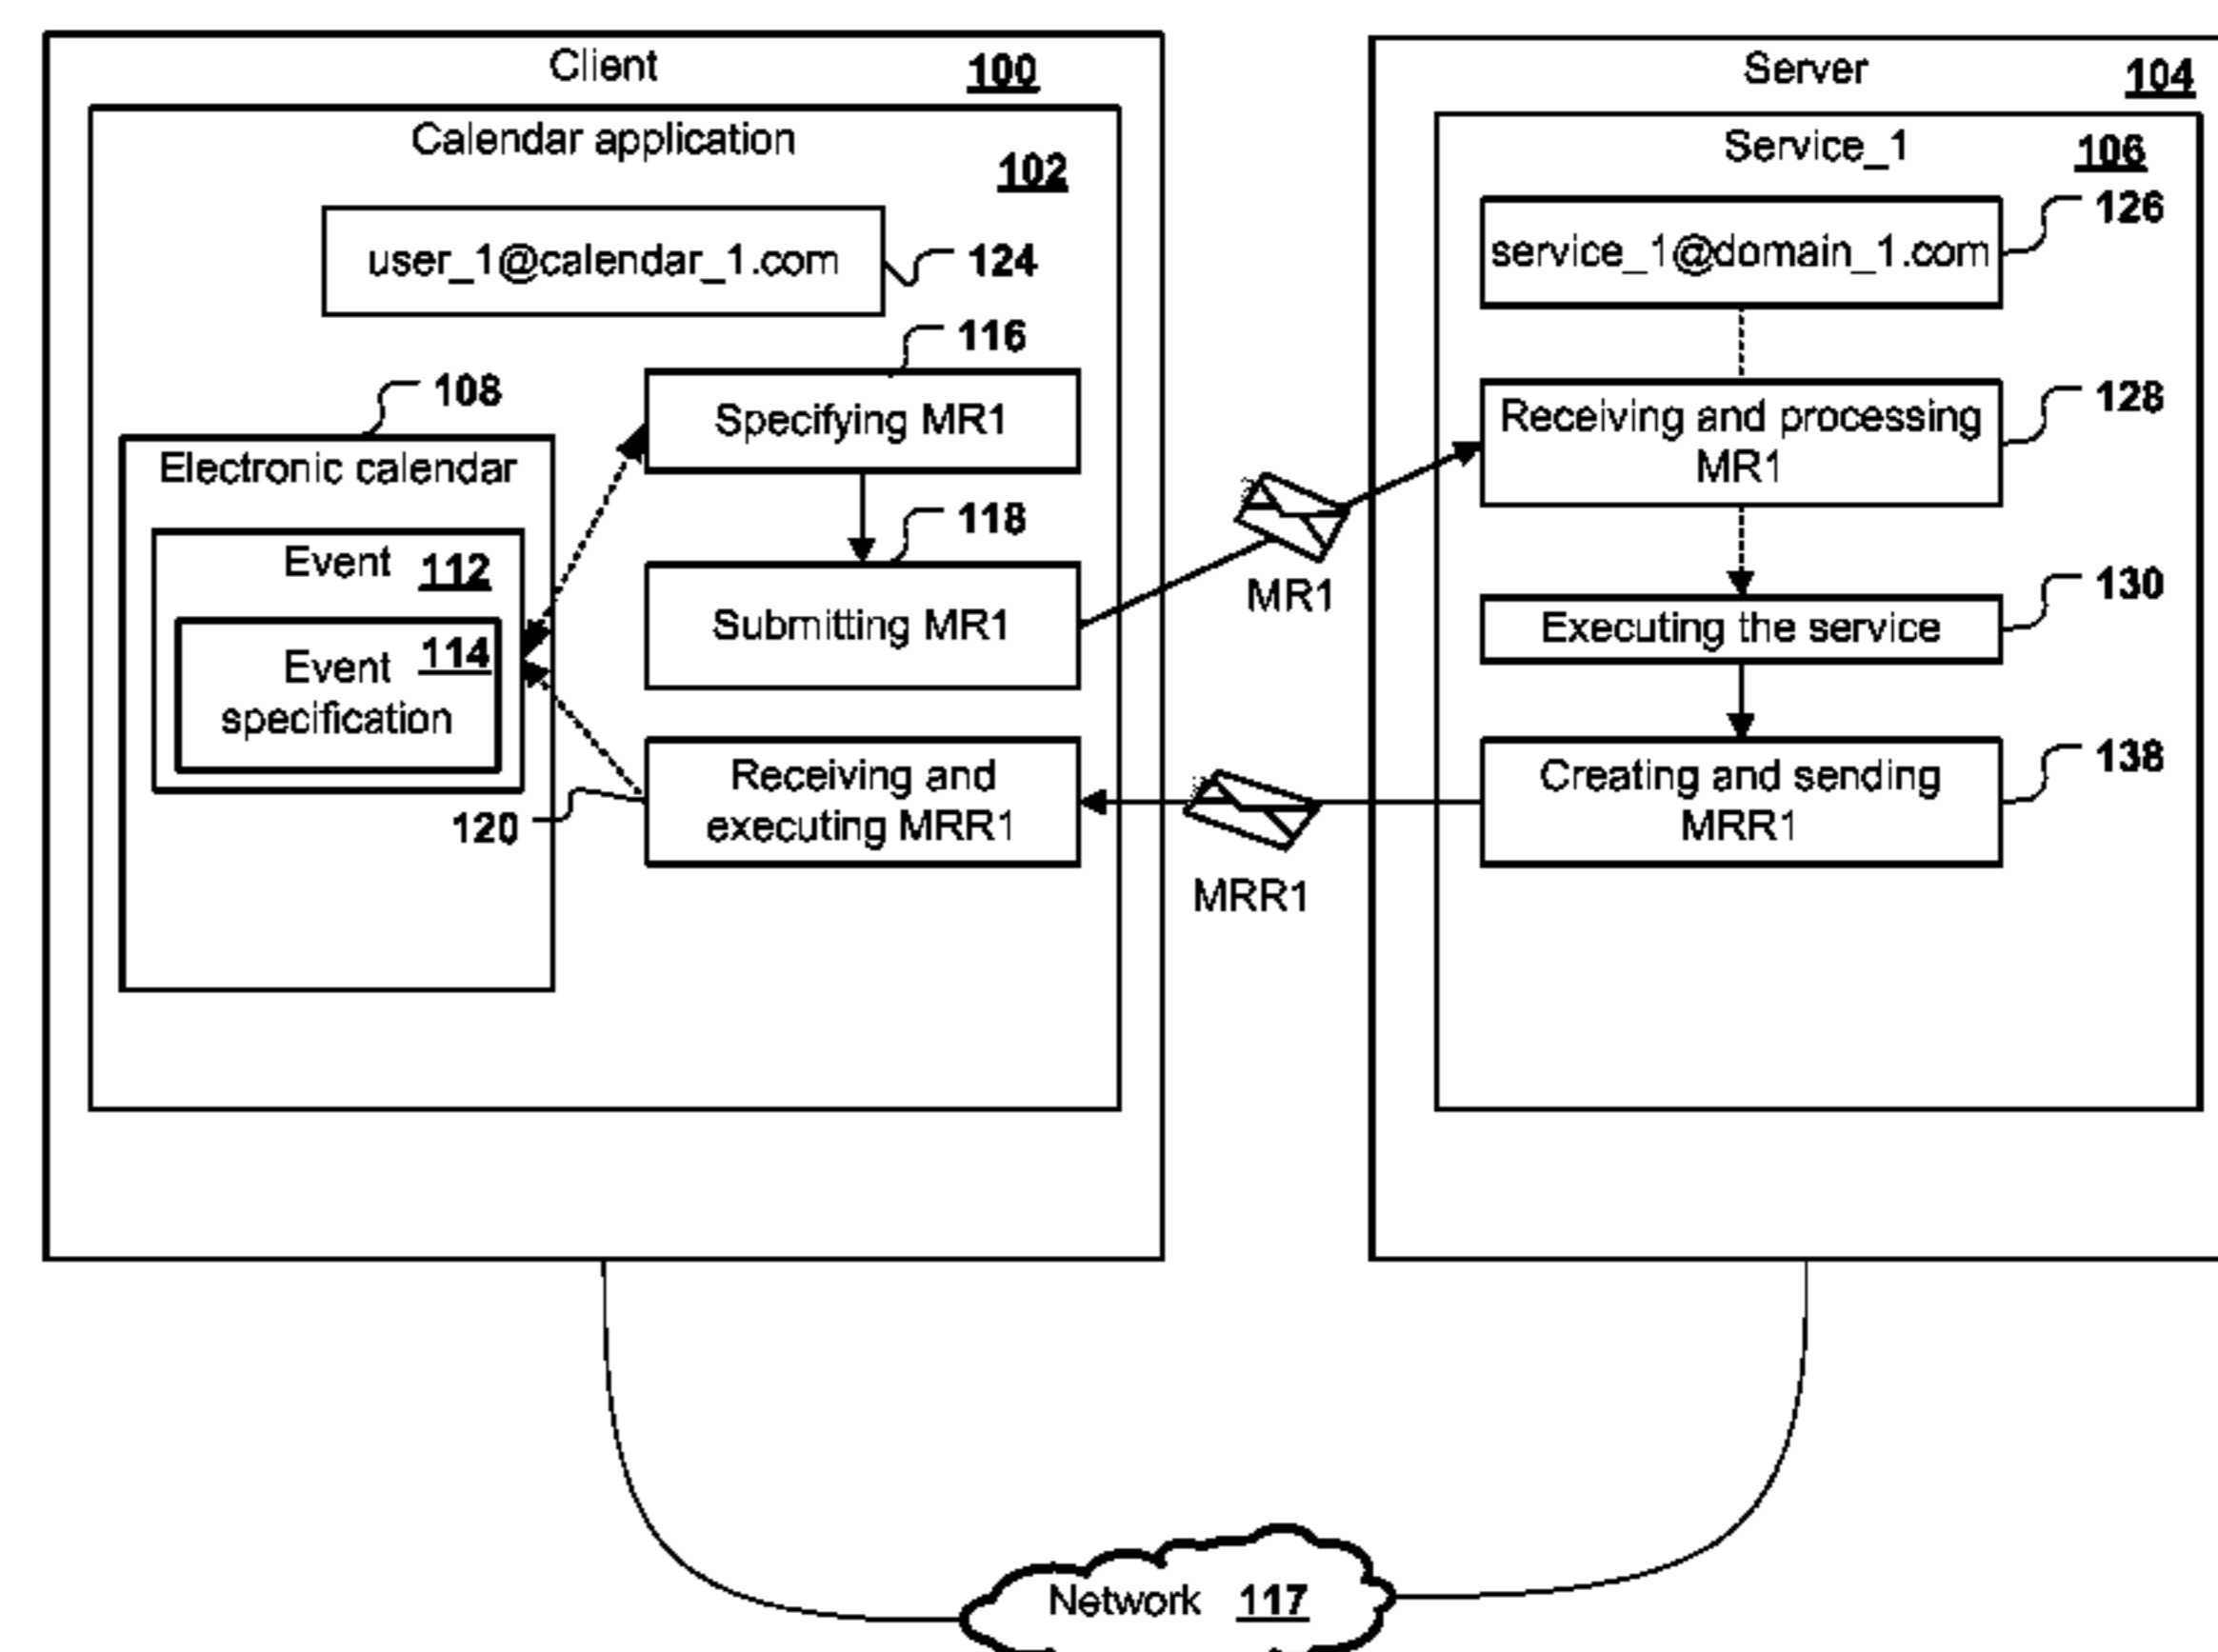 Client 100
Calendar application
102
user_1@calendar_1.com 124
116
Specifying MR1
108
Electronic calendar
Event 112
Event 114
specification
118
Submitting MR1
Receiving and
executing MRR1
120
MR1
MRR1
Server 104
Service_1 106
service_1@domain_1.com 126
Receiving and processing
MR1
128
Executing the service 130
Creating and sending
MRR1
138
Network 117